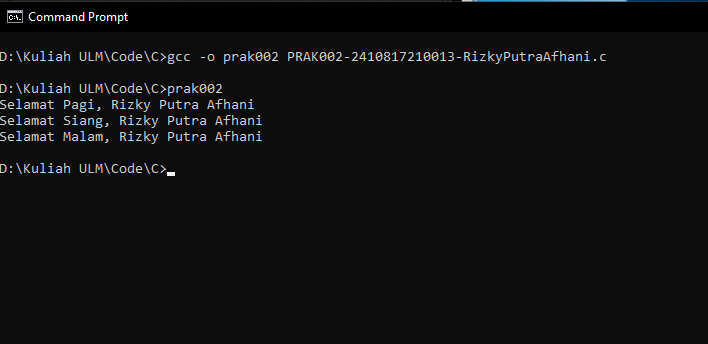 Command Prompt
D:\Kuliah ULM\Code\C>gcc -o prak002 PRAK002-2410817210013-RizkyPutraAfhani.c
D:\Kuliah ULM\Code\C>prak002
Selamat Pagi, Rizky Putra Afhani
Selamat Siang, Rizky Putra Afhani
Selamat Malam, Rizky Putra Afhani
D:\Kuliah ULM\Code\C>